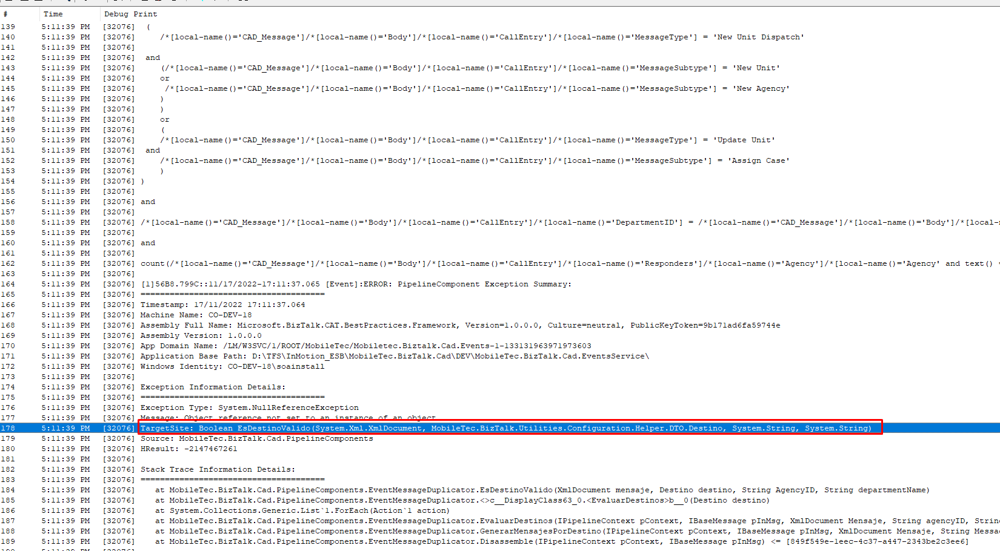 # Time Debug Print
139 5:11:39 PM [32076] (
140 5:11:39 PM [32076] /*[local-name()='CAD_Message']/*[local-name()='Body']/*[local-name()='CallEntry']/*[local-name()='MessageType'] = 'New Unit Dispatch'
141 5:11:39 PM [32076]
142 5:11:39 PM [32076] and
143 5:11:39 PM [32076] (/*[local-name()='CAD_Message']/*[local-name()='Body']/*[local-name()='CallEntry']/*[local-name()='MessageSubtype'] = 'New Unit'
144 5:11:39 PM [32076] or
145 5:11:39 PM [32076] /*[local-name()='CAD_Message']/*[local-name()='Body']/*[local-name()='CallEntry']/*[local-name()='MessageSubtype'] = 'New Agency'
146 5:11:39 PM [32076] )
147 5:11:39 PM [32076] )
148 5:11:39 PM [32076] or
149 5:11:39 PM [32076] (
150 5:11:39 PM [32076] /*[local-name()='CAD_Message']/*[local-name()='Body']/*[local-name()='CallEntry']/*[local-name()='MessageType'] = 'Update Unit'
151 5:11:39 PM [32076] and
152 5:11:39 PM [32076] /*[local-name()='CAD_Message']/*[local-name()='Body']/*[local-name()='CallEntry']/*[local-name()='MessageSubtype'] = 'Assign Case'
153 5:11:39 PM [32076] )
154 5:11:39 PM [32076] )
155 5:11:39 PM [32076]
156 5:11:39 PM [32076] and
157 5:11:39 PM [32076]
158 5:11:39 PM [32076] /*[local-name()='CAD_Message']/*[local-name()='Body']/*[local-name()='CallEntry']/*[local-name()='DepartmentID'] = /*[local-name()='CAD_Message']/*[local-name()='Body']/*[local-n
159 5:11:39 PM [32076]
160 5:11:39 PM [32076] and
161 5:11:39 PM [32076]
162 5:11:39 PM [32076] count(/*[local-name()='CAD_Message']/*[local-name()='Body']/*[local-name()='CallEntry']/*[local-name()='Responders']/*[local-name()='Agency']/*[local-name()='Agency' and text() =
163 5:11:39 PM [32076]
164 5:11:39 PM [32076] [1]56B8.799C::11/17/2022-17:11:37.065 [Event]:ERROR: PipelineComponent Exception Summary:
165 5:11:39 PM [32076] ======================================
166 5:11:39 PM [32076] Timestamp: 17/11/2022 17:11:37.064
167 5:11:39 PM [32076] Machine Name: CO-DEV-18
168 5:11:39 PM [32076] Assembly Full Name: Microsoft.BizTalk.CAT.BestPractices.Framework, Version=1.0.0.0, Culture=neutral, PublicKeyToken=9b171ad6fa59744e
169 5:11:39 PM [32076] Assembly Version: 1.0.0.0
170 5:11:39 PM [32076] App Domain Name: /LM/W3SVC/1/ROOT/MobileTec/Mobiletec.Biztalk.Cad.Events-1-133131963971973603
171 5:11:39 PM [32076] Application Base Path: D:\TFS\InMotion_ESB\MobileTec.BizTalk.Cad\DEV\MobileTec.BizTalk.Cad.EventsService\
172 5:11:39 PM [32076] Windows Identity: CO-DEV-18\soainstall
173 5:11:39 PM [32076]
174 5:11:39 PM [32076] Exception Information Details:
175 5:11:39 PM [32076] ======================================
176 5:11:39 PM [32076] Exception Type: System.NullReferenceException
177 5:11:39 PM [32076] Message: Object reference not set to an instance of an object
178 5:11:39 PM [32076] TargetSite: Boolean EsDestinoValido(System.Xml.XmlDocument, MobileTec.BizTalk.Utilities.Configuration.Helper.DTO.Destino, System.String, System.String)
179 5:11:39 PM [32076] Source: MobileTec.BizTalk.Cad.PipelineComponents
180 5:11:39 PM [32076] HResult: -2147467261
181 5:11:39 PM [32076]
182 5:11:39 PM [32076] Stack Trace Information Details:
183 5:11:39 PM [32076] ======================================
184 5:11:39 PM [32076] at MobileTec.BizTalk.Cad.PipelineComponents.EventMessageDuplicator.EsDestinoValido(XmlDocument mensaje, Destino destino, String AgencyID, String departmentName)
185 5:11:39 PM [32076] at MobileTec.BizTalk.Cad.PipelineComponents.EventMessageDuplicator.<>c__DisplayClass63_0.<EvaluarDestinos>b__0(Destino destino)
186 5:11:39 PM [32076] at System.Collections.Generic.List`1.ForEach(Action`1 action)
187 5:11:39 PM [32076] at MobileTec.BizTalk.Cad.PipelineComponents.EventMessageDuplicator.EvaluarDestinos(IPipelineContext pContext, IBaseMessage pInMsg, XmlDocument Mensaje, String agencyID, Strin
188 5:11:39 PM [32076] at MobileTec.BizTalk.Cad.PipelineComponents.EventMessageDuplicator.GenerarMensajesPorDestino(IPipelineContext pContext, IBaseMessage pInMsg, XmlDocument Mensaje, String Messa
189 5:11:39 PM [32076] at MobileTec.BizTalk.Cad.PipelineComponents.EventMessageDuplicator.Disassemble(IPipelineContext pContext, IBaseMessage pInMsg) <= [849f549e-1eec-4c37-a447-2343be2c3ee6]